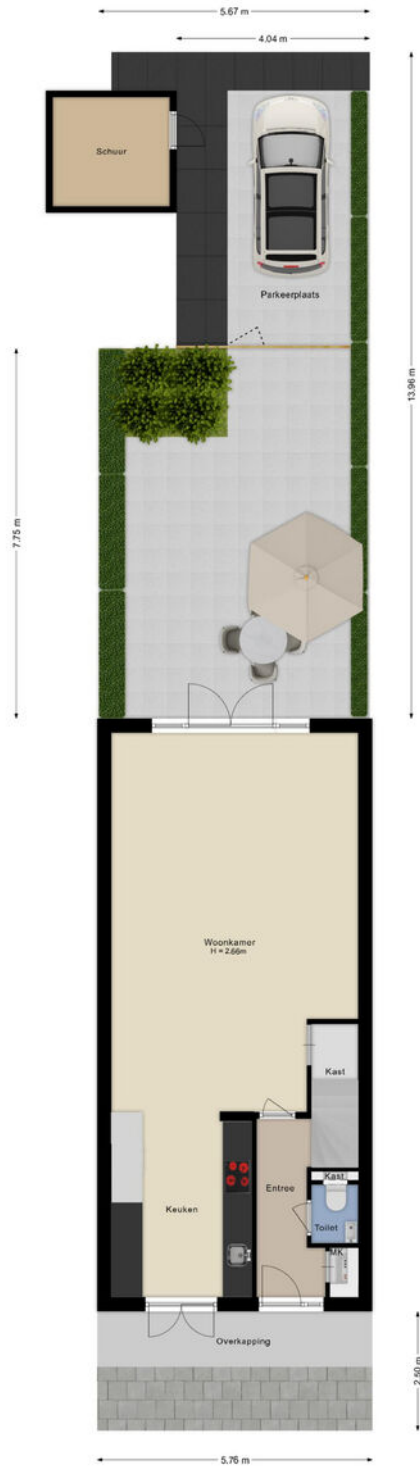 5.67 m
4.04 m
Schuur
Parkeerplaats
13.96 m
7.75 m
Woonkamer
H = 2.66m
Kast
Entree
Kast
Keuken
Toilet
MK
Overkapping
2.50 m
5.76 m